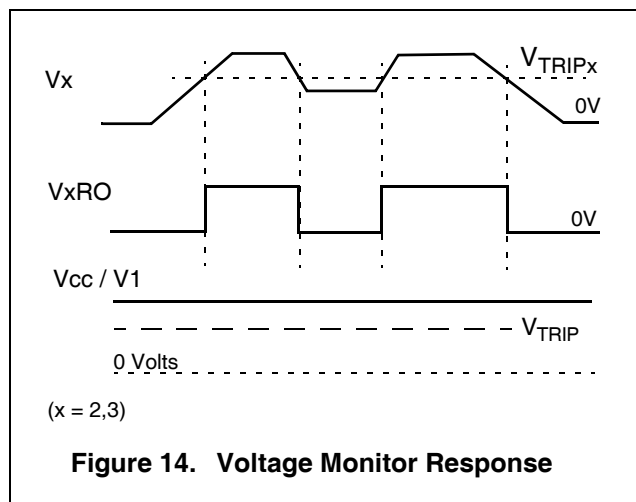 Vx
VTRIPx
0V
VxRO
0V
Vcc / V1
VTRIP
0 Volts
(x = 2,3)
Figure 14. Voltage Monitor Response